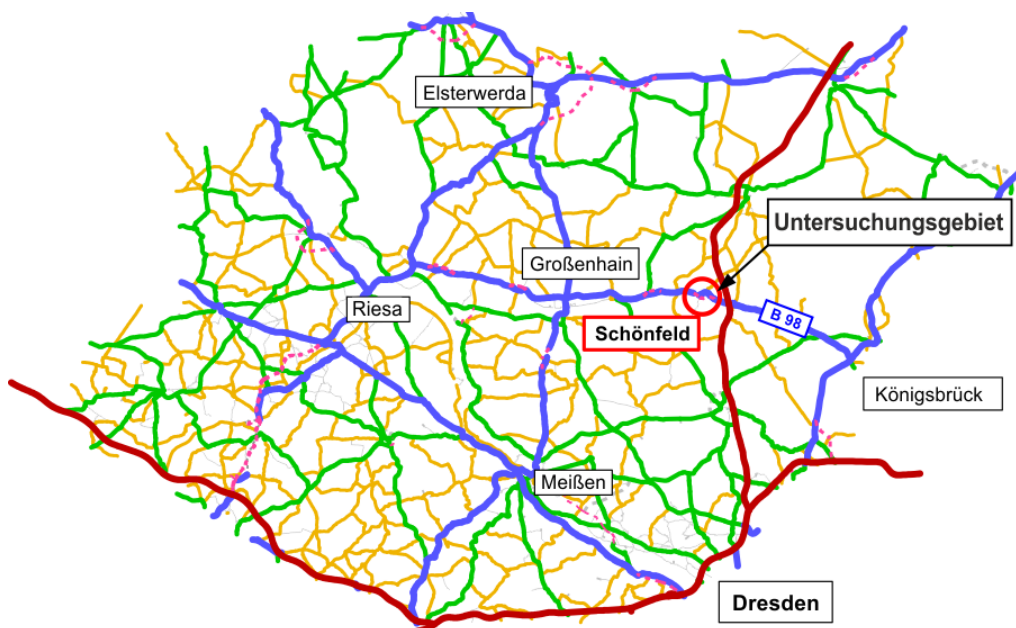 Elsterwerda
Untersuchungsgebiet
Großenhain
Riesa
B 98
Schönfeld
Königsbrück
Meißen
Dresden